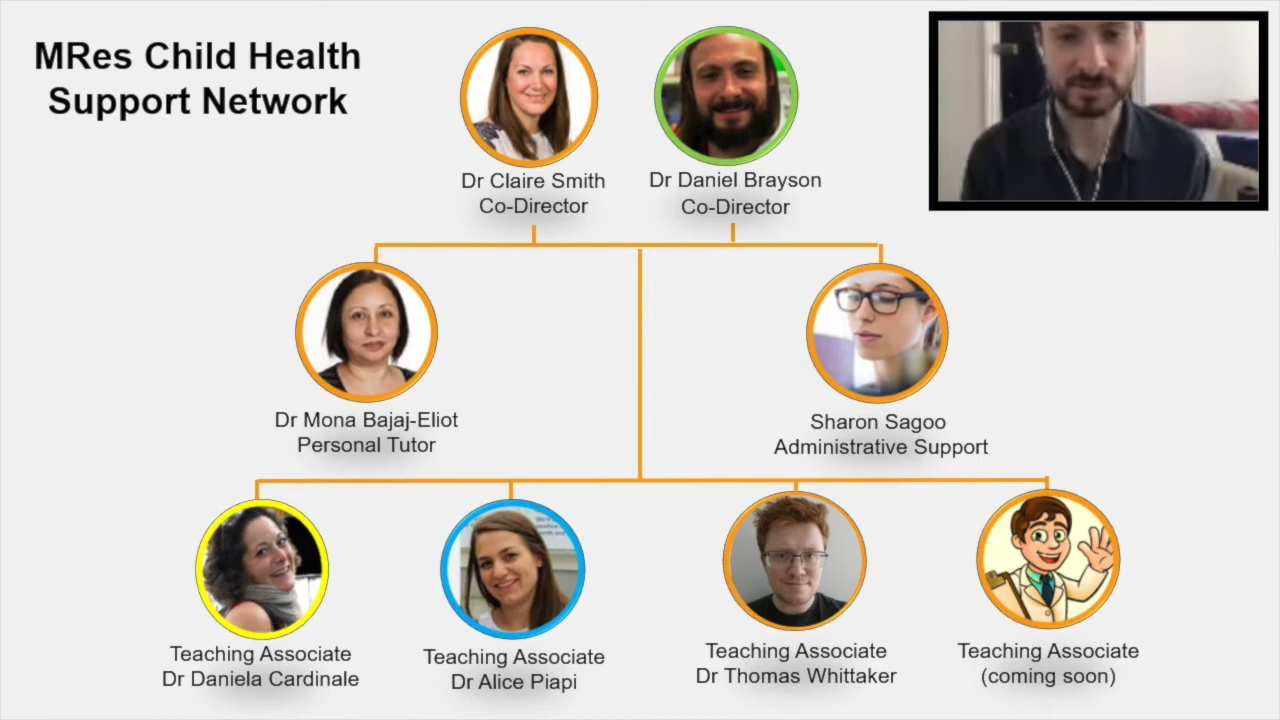 MRes Child Health
Support Network
Dr Claire Smith
Co-Director
Dr Daniel Brayson
Co-Director
Dr Mona Bajaj-Eliot
Personal Tutor
Sharon Sagoo
Administrative Support
Teaching Associate
Dr Daniela Cardinale
Teaching Associate
Dr Alice Piapi
Teaching Associate
Dr Thomas Whittaker
Teaching Associate
(coming soon)